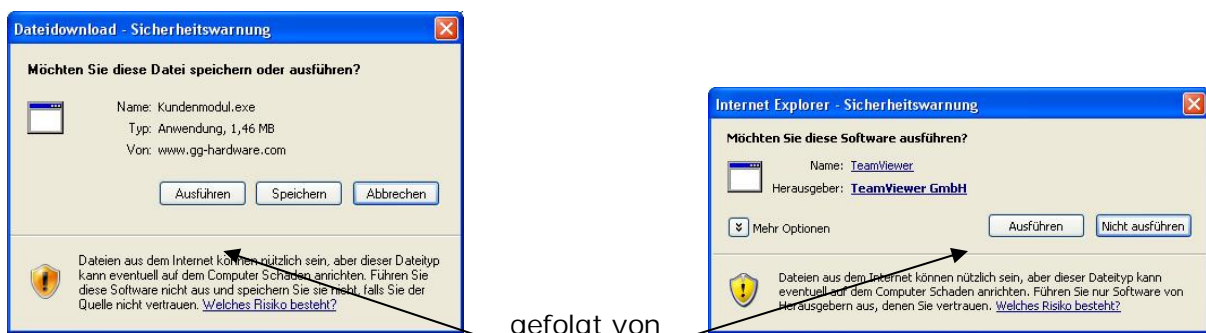 Dateidownload - Sicherheitswarnung
Möchten Sie diese Datei speichern oder ausführen?
Name: Kundenmodul.exe
Typ: Anwendung, 1,46 MB
Von: www.gg-hardware.com
Ausführen Speichern Abbrechen
Dateien aus dem Internet können nützlich sein, aber dieser Dateityp
kann eventuell auf dem Computer Schaden anrichten. Führen Sie
diese Software nicht aus und speichern Sie sie nicht, falls Sie der
Quelle nicht vertrauen. Welches Risiko besteht?
gefolgt von
Internet Explorer - Sicherheitswarnung
Möchten Sie diese Software ausführen?
Name: TeamViewer
Herausgeber: TeamViewer GmbH
Mehr Optionen Ausführen Nicht ausführen
Dateien aus dem Internet können nützlich sein, aber dieser Dateityp kann
eventuell auf dem Computer Schaden anrichten. Führen Sie nur Software von
Herausgebern aus, denen Sie vertrauen. Welches Risiko besteht?